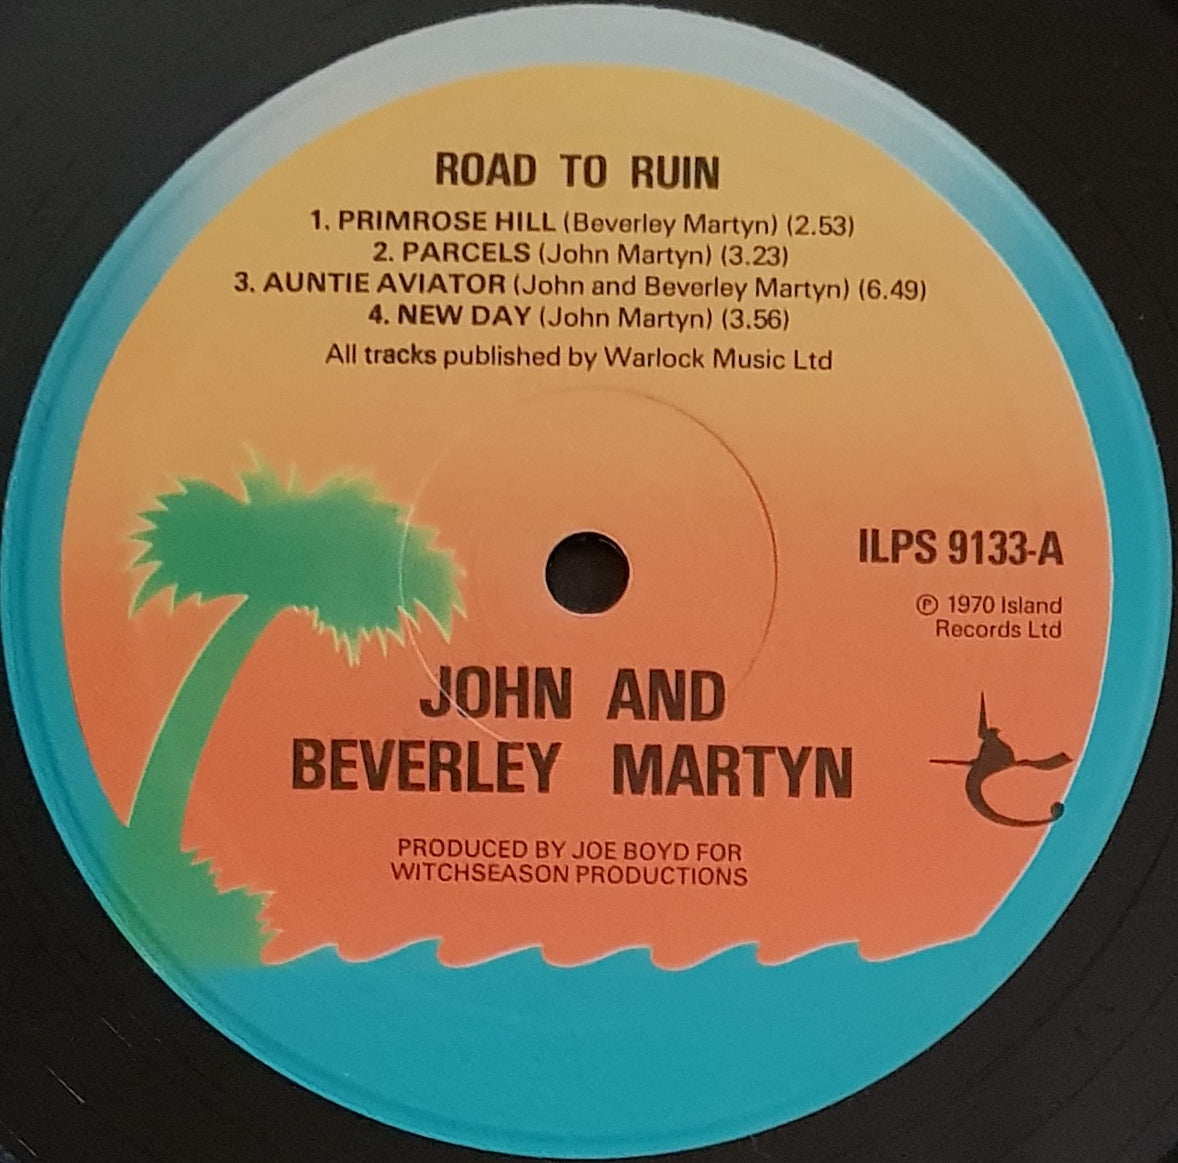 ROAD TO RUIN
1. PRIMROSE HILL (Beverley Martyn) (2.53)
2. PARCELS (John Martyn) (3.23)
3. AUNTIE AVIATOR (John and Beverley Martyn) (6.49)
4. NEW DAY (John Martyn) (3.56)
All tracks published by Warlock Music Ltd
ILPS 9133-A
℗ 1970 Island
Records Ltd
JOHN AND
BEVERLEY MARTYN
PRODUCED BY JOE BOYD FOR
WITCHSEASON PRODUCTIONS